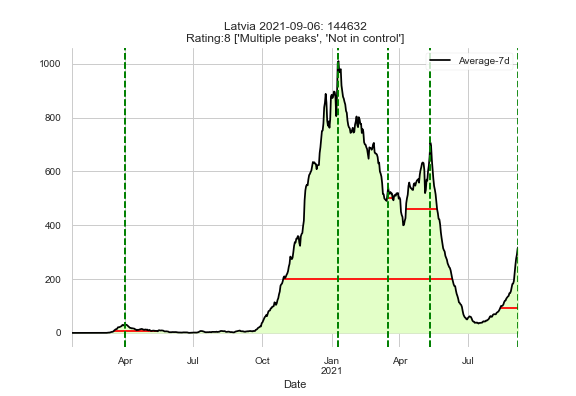 Latvia 2021-09-06: 144632
Rating:8 ['Multiple peaks', 'Not in control']
Average-7d
1000
800
600
400
200
0
Apr Jul Oct Jan Apr Jul
2021
Date